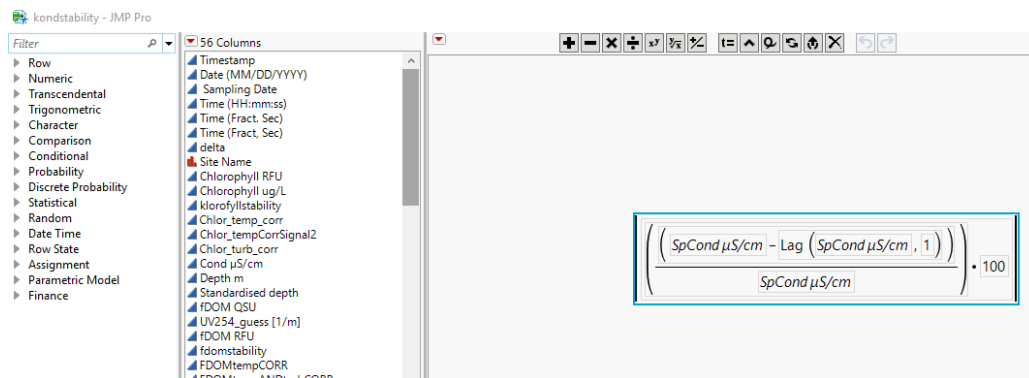 kondstability - JMP Pro
Filter
Row
Numeric
Transcendental
Trigonometric
Character
Comparison
Conditional
Probability
Discrete Probability
Statistical
Random
Date Time
Row State
Assignment
Parametric Model
Finance
56 Columns
Timestamp
Date (MM/DD/YYYY)
Sampling Date
Time (HH:mm:ss)
Time (Fract. Sec)
Time (Fract, Sec)
delta
Site Name
Chlorophyll RFU
Chlorophyll ug/L
klorofyllstability
Chlor_temp_corr
Chlor_tempCorrSignal2
Chlor_turb_corr
Cond µS/cm
Depth m
Standardised depth
fDOM QSU
UV254_guess [1/m]
fDOM RFU
fdomstability
FDOMtempCORR
t=
((SpCond µS/cm – Lag (SpCond µS/cm , 1)))
SpCond µS/cm
• 100